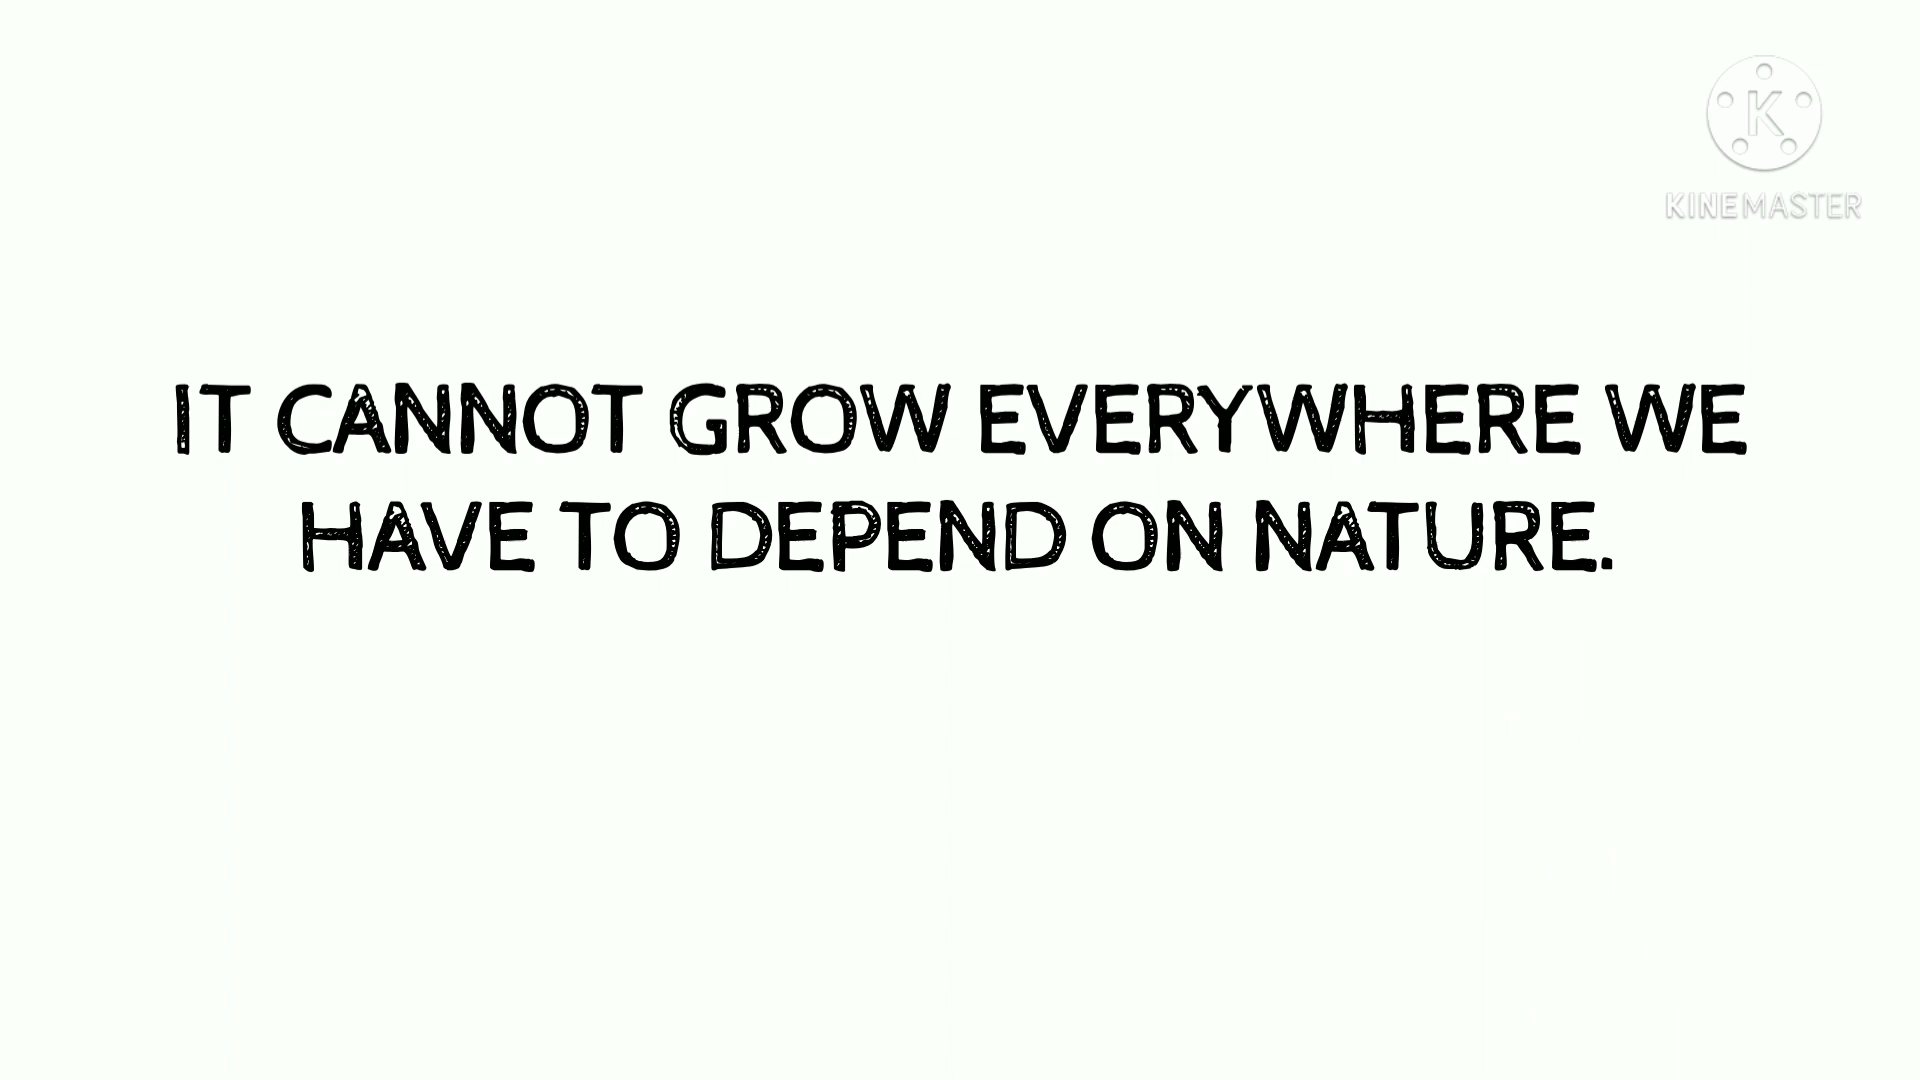 K
KINEMASTER
IT CANNOT GROW EVERYWHERE WE
HAVE TO DEPEND ON NATURE.